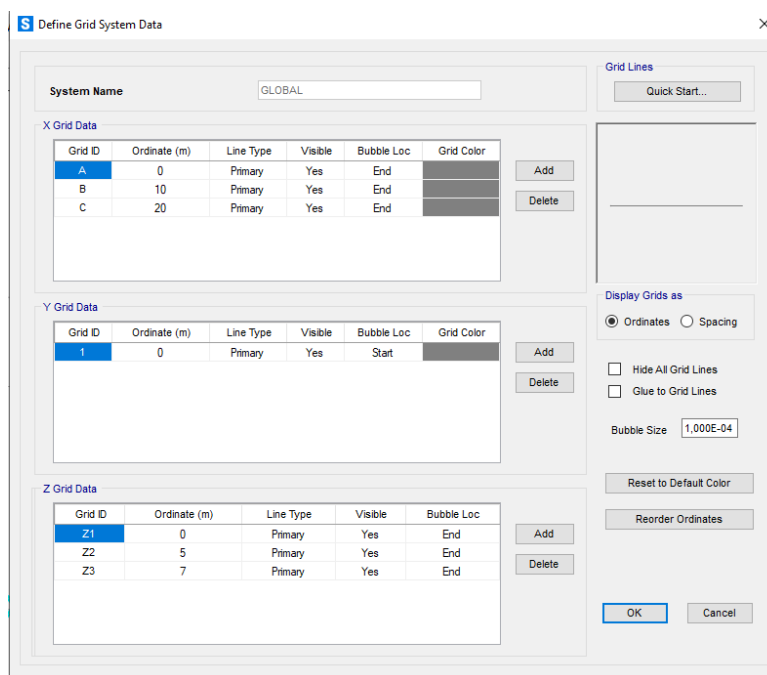 S Define Grid System Data
System Name GLOBAL
Grid Lines
Quick Start...
X Grid Data
Grid ID Ordinate (m) Line Type Visible Bubble Loc Grid Color
A 0 Primary Yes End
B 10 Primary Yes End
C 20 Primary Yes End
Add
Delete
Y Grid Data
Grid ID Ordinate (m) Line Type Visible Bubble Loc Grid Color
1 0 Primary Yes Start
Add
Delete
Z Grid Data
Grid ID Ordinate (m) Line Type Visible Bubble Loc
Z1 0 Primary Yes End
Z2 5 Primary Yes End
Z3 7 Primary Yes End
Add
Delete
Display Grids as
Ordinates Spacing
Hide All Grid Lines
Glue to Grid Lines
Bubble Size 1,000E-04
Reset to Default Color
Reorder Ordinates
OK Cancel